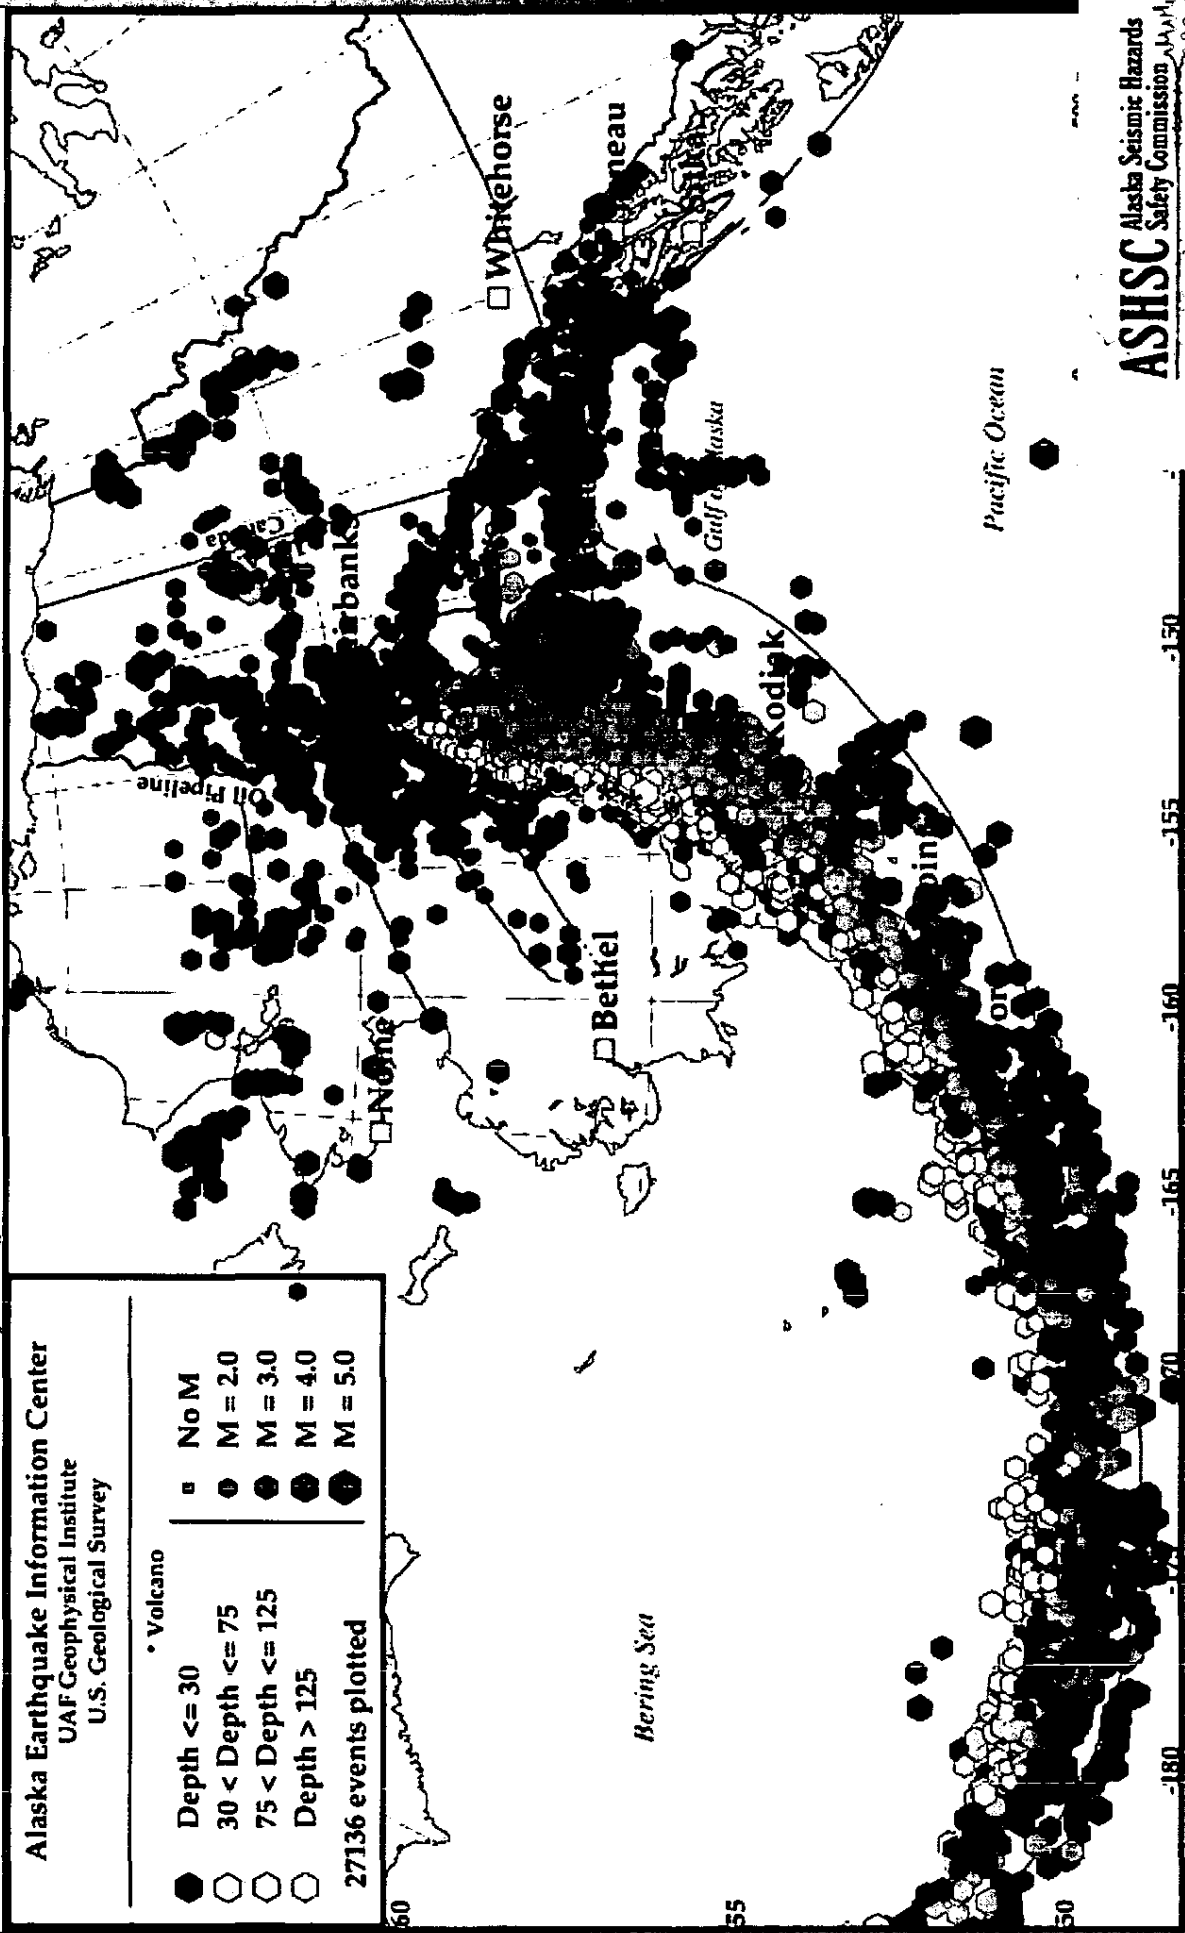 Alaska Earthquake Information Center
UAF Geophysical Institute
U.S. Geological Survey
* Volcano
Depth <= 30
30 < Depth <= 75
75 < Depth <= 125
Depth > 125
No M
M = 2.0
M = 3.0
M = 4.0
M = 5.0
27136 events plotted
Oil Pipeline
Canada
irbanks
Nome
Bethel
Whitehorse
neau
Sitka
Kodiak
Bering Sea
Pacific Ocean
60
55
50
-180
-165
-160
-155
-150
ASHSC
Alaska Seismic Hazards
Safety Commission